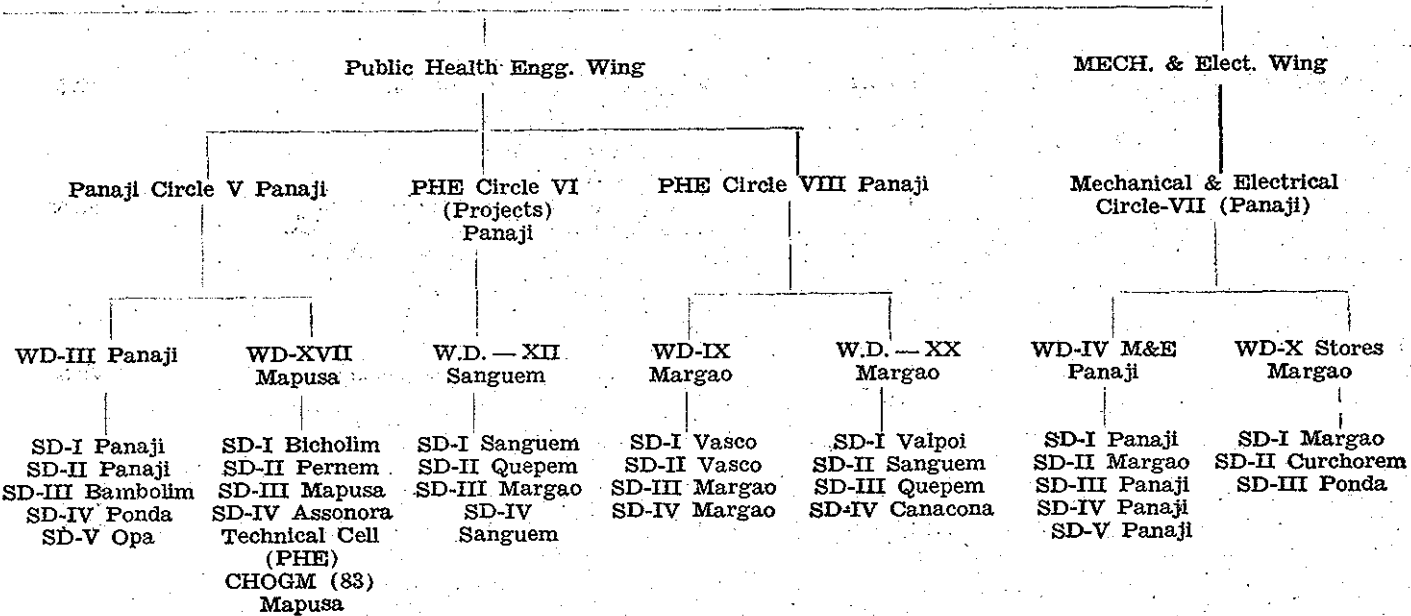 Public Health Engg. Wing
MECH. & Elect. Wing
Panaji Circle V Panaji
PHE Circle VI
(Projects)
Panaji
PHE Circle VIII Panaji
Mechanical & Electrical
Circle-VII (Panaji)
WD-III Panaji
WD-XVII
Mapusa
W.D. — XII
Sanguem
WD-IX
Margao
W.D. — XX
Margao
WD-IV M&E
Panaji
WD-X Stores
Margao
SD-I Panaji
SD-II Panaji
SD-III Bambolim
SD-IV Ponda
SD-V Opa
SD-I Bicholim
SD-II Pernem
SD-III Mapusa
SD-IV Assonora
Technical Cell
(PHE)
CHOGM (83)
Mapusa
SD-I Sanguem
SD-II Quepem
SD-III Margao
SD-IV
Sanguem
SD-I Vasco
SD-II Vasco
SD-III Margao
SD-IV Margao
SD-I Valpoi
SD-II Sanguem
SD-III Quepem
SD-IV Canacona
SD-I Panaji
SD-II Margao
SD-III Panaji
SD-IV Panaji
SD-V Panaji
SD-I Margao
SD-II Curchorem
SD-III Ponda